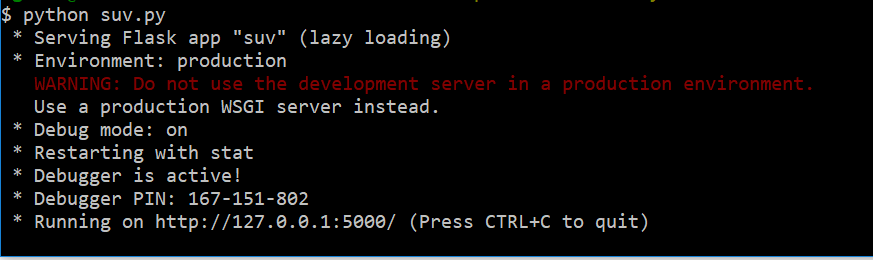 $ python suv.py
* Serving Flask app "suv" (lazy loading)
* Environment: production
WARNING: Do not use the development server in a production environment.
Use a production WSGI server instead.
* Debug mode: on
* Restarting with stat
* Debugger is active!
* Debugger PIN: 167-151-802
* Running on http://127.0.0.1:5000/ (Press CTRL+C to quit)